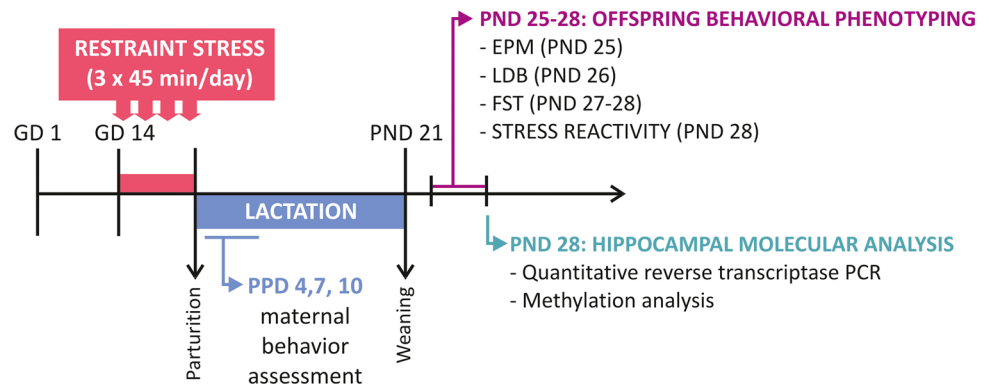 RESTRAINT STRESS
(3 x 45 min/day)
GD 1
GD 14
PND 21
LACTATION
Parturition
PPD 4,7, 10
maternal
behavior
assessment
Weaning
PND 25-28: OFFSPRING BEHAVIORAL PHENOTYPING
- EPM (PND 25)
- LDB (PND 26)
- FST (PND 27-28)
- STRESS REACTIVITY (PND 28)
PND 28: HIPPOCAMPAL MOLECULAR ANALYSIS
- Quantitative reverse transcriptase PCR
- Methylation analysis